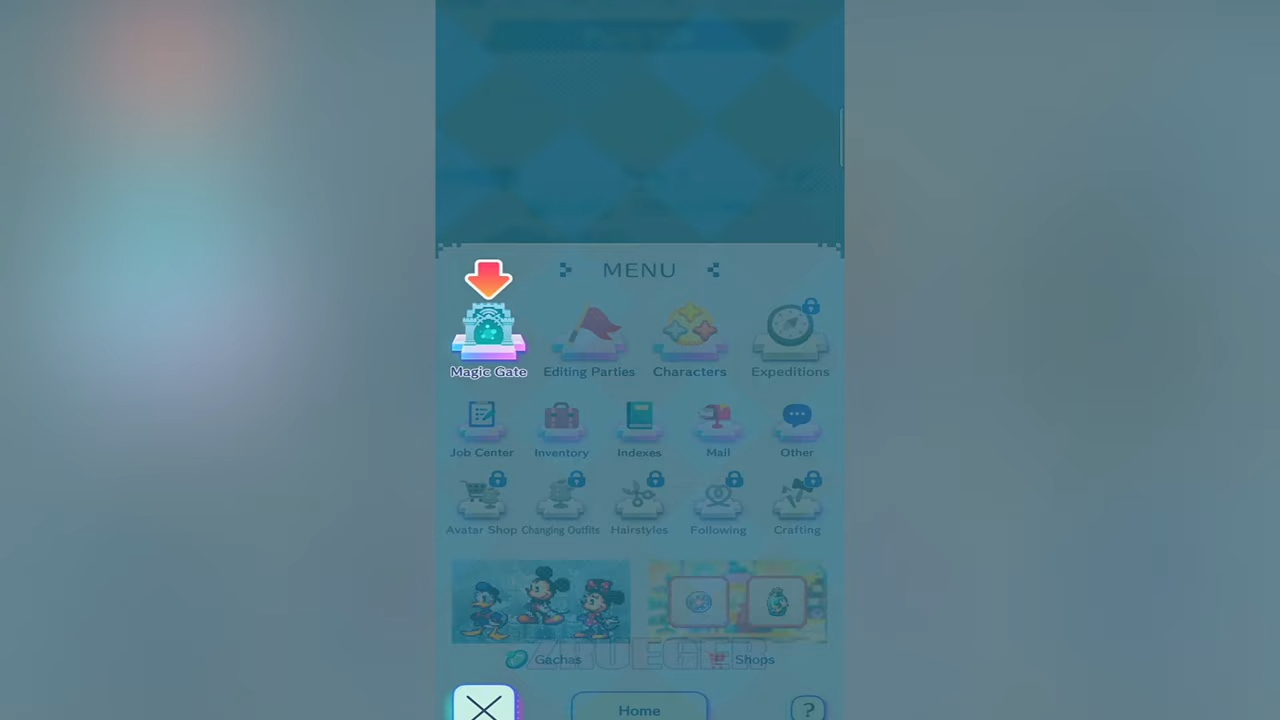 MENU
Magic Gate
Editing Parties
Characters
Expeditions
Job Center
Inventory
Indexes
Mail
Other
Avatar Shop
Changing Outfits
Hairstyles
Following
Crafting
ZRUEGER
Gachas
Shops
Home
?